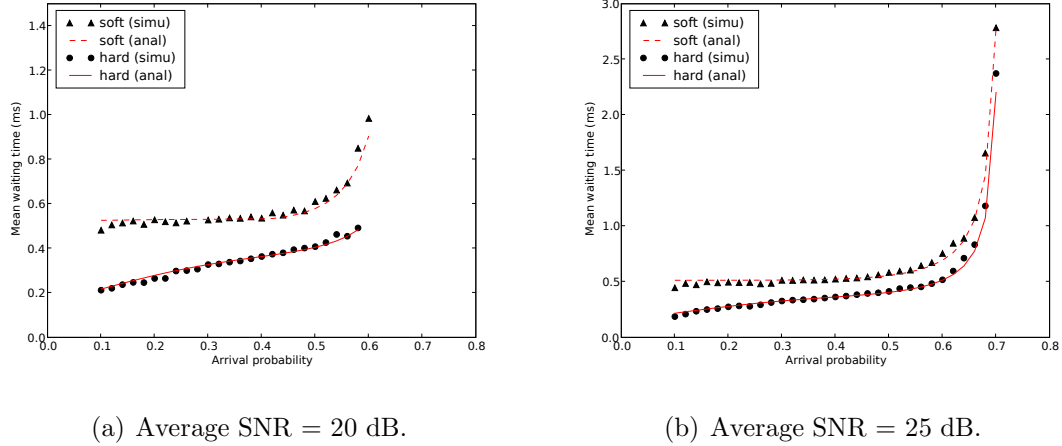 soft (simu)
soft (anal)
hard (simu)
hard (anal)
Mean waiting time (ms)
1.4
1.2
1.0
0.8
0.6
0.4
0.2
0.0
0.0 0.1 0.2 0.3 0.4 0.5 0.6 0.7 0.8
Arrival probability
(a) Average SNR = 20 dB.
3.0
soft (simu)
soft (anal)
hard (simu)
hard (anal)
Mean waiting time (ms)
2.5
2.0
1.5
1.0
0.5
0.0
0.0 0.1 0.2 0.3 0.4 0.5 0.6 0.7 0.8
Arrival probability
(b) Average SNR = 25 dB.